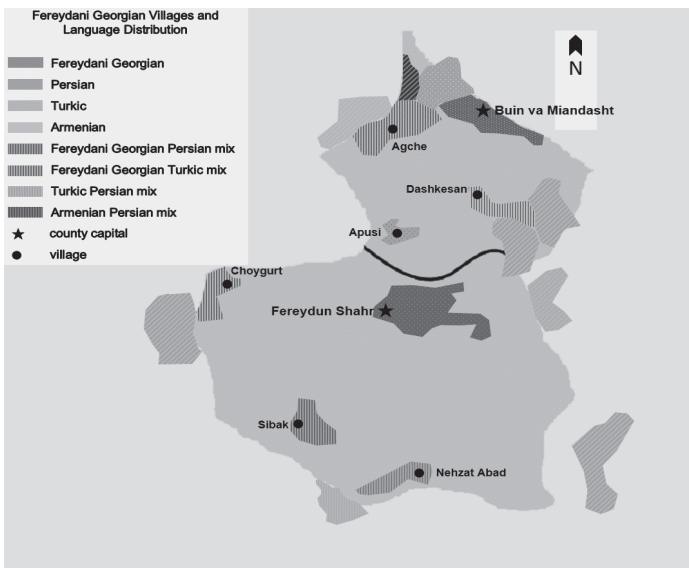 Fereydani Georgian Villages and
Language Distribution
Fereydani Georgian
Persian
Turkic
Armenian
Fereydani Georgian Persian mix
Fereydani Georgian Turkic mix
Turkic Persian mix
Armenian Persian mix
county capital
village
N
Buin va Miandasht
Agche
Dashkesan
Apusi
Choygurt
Fereydun Shahr
Sibak
Nehzat Abad